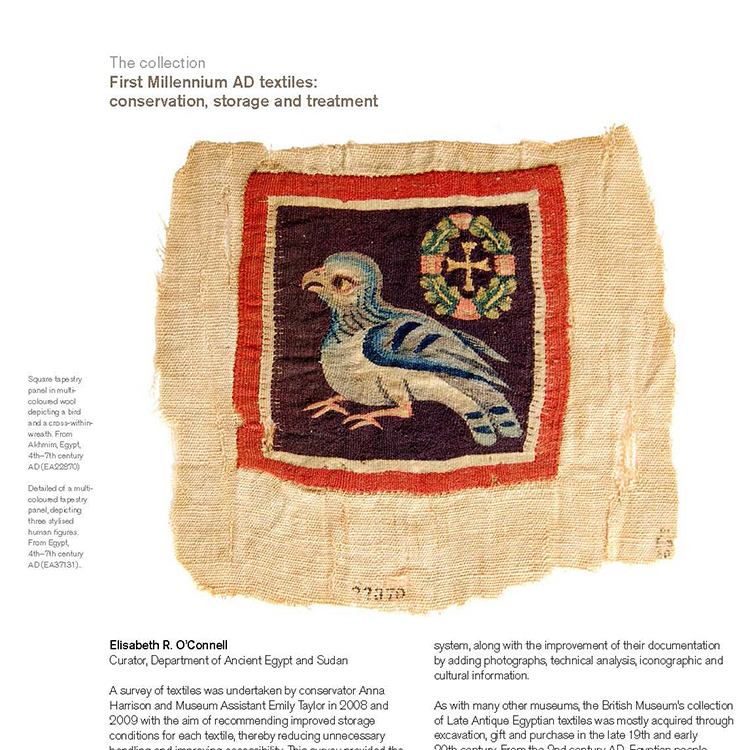 The collection
First Millennium AD textiles:
conservation, storage and treatment
Square tapestry
panel in multi-
coloured wool
depicting a bird
and a cross-within-
wreath. From
Akhmim, Egypt,
4th–7th century
AD (EA22870)
Detailed of a multi-
coloured tapestry
panel, depicting
three stylised
human figures.
From Egypt,
4th–7th century
AD (EA37131)..
22870
Elisabeth R. O'Connell
Curator, Department of Ancient Egypt and Sudan
A survey of textiles was undertaken by conservator Anna
Harrison and Museum Assistant Emily Taylor in 2008 and
2009 with the aim of recommending improved storage
conditions for each textile, thereby reducing unnecessary
handling and improving accessibility. This survey provided the
system, along with the improvement of their documentation
by adding photographs, technical analysis, iconographic and
cultural information.
As with many other museums, the British Museum's collection
of Late Antique Egyptian textiles was mostly acquired through
excavation, gift and purchase in the late 19th and early
20th century. From the 2nd century AD, Egyptian people